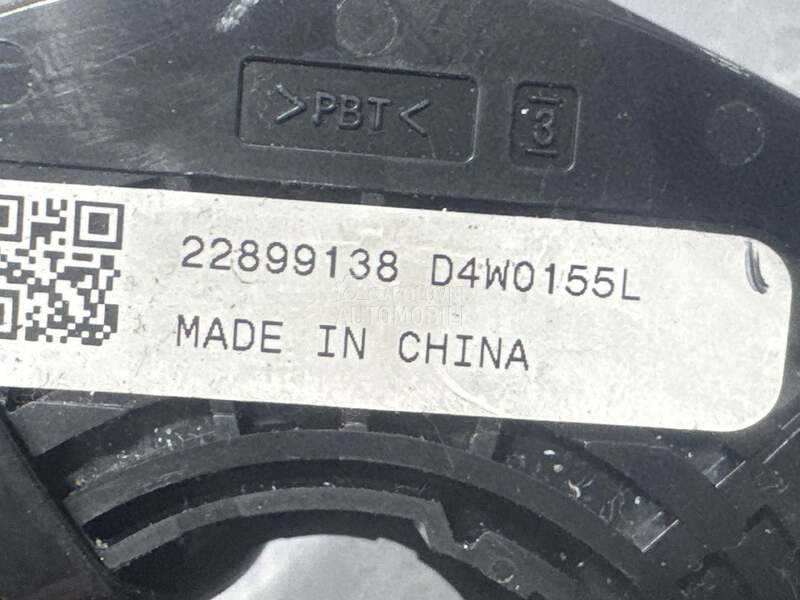 >PBT<
3
22899138 D4W0155L
MADE IN CHINA